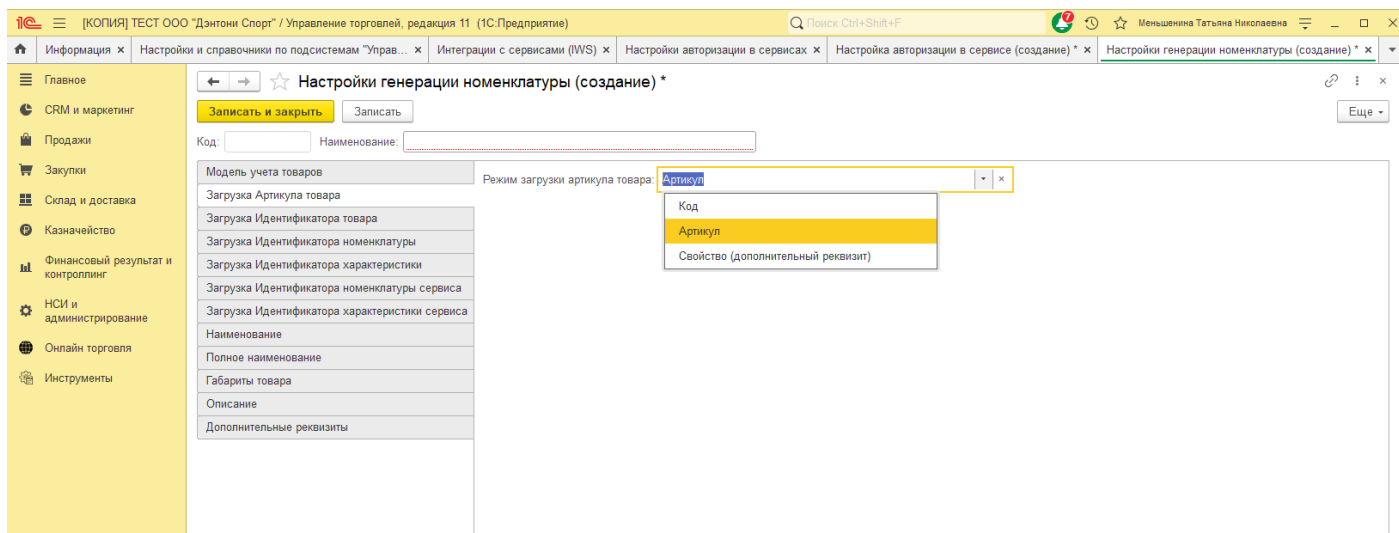 [КОПИЯ] ТЕСТ ООО "Дэнтони Спорт" / Управление торговлей, редакция 11 (1С:Предприятие)
Поиск Ctrl+Shift+F
7
Меньшенина Татьяна Николаевна
Информация
Настройки и справочники по подсистемам "Управ...
Интеграции с сервисами (IWS)
Настройки авторизации в сервисах
Настройка авторизации в сервисе (создание) *
Настройки генерации номенклатуры (создание) *
Главное
CRM и маркетинг
Продажи
Закупки
Склад и доставка
Казначейство
Финансовый результат и
контроллинг
НСИ и
администрирование
Онлайн торговля
Инструменты
Настройки генерации номенклатуры (создание) *
Записать и закрыть
Записать
Еще
Код:
Наименование:
Модель учета товаров
Загрузка Артикула товара
Загрузка Идентификатора товара
Загрузка Идентификатора номенклатуры
Загрузка Идентификатора характеристики
Загрузка Идентификатора номенклатуры сервиса
Загрузка Идентификатора характеристики сервиса
Наименование
Полное наименование
Габариты товара
Описание
Дополнительные реквизиты
Режим загрузки артикула товара: Артикул
Код
Артикул
Свойство (дополнительный реквизит)